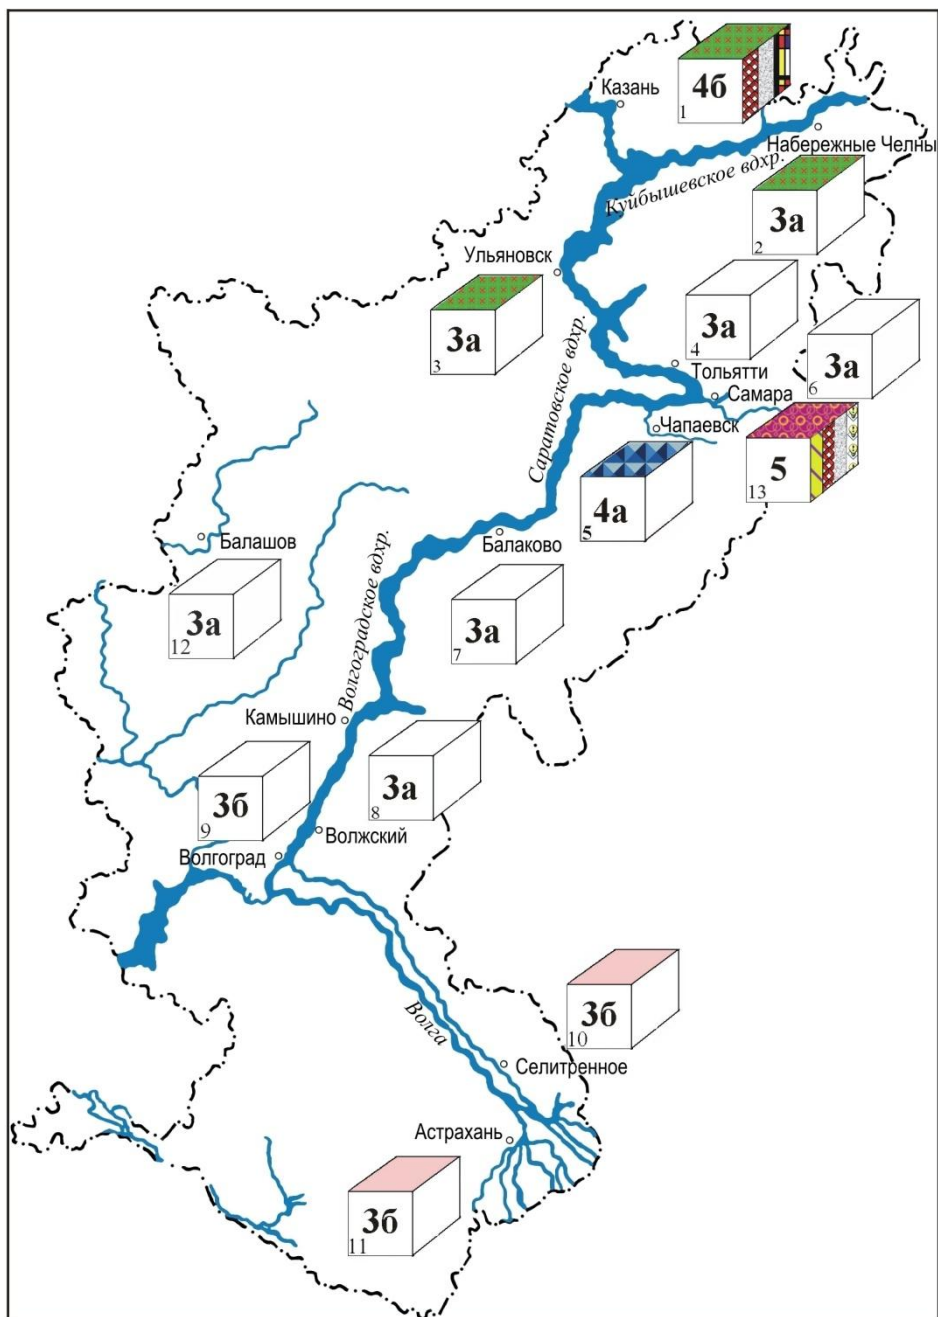 Казань
4б
1
Набережные Челны
Куйбышевское вдхр.
3а
2
Ульяновск
3а
3
3а
4
3а
6
Тольятти
Самара
Саратовское вдхр.
Чапаевск
5
13
4а
5
Балашов
Балаково
Волгоградское вдхр.
3а
12
3а
7
Камышино
3а
8
3б
9
Волжский
Волгоград
Волга
3б
10
Селитренное
Астрахань
3б
11